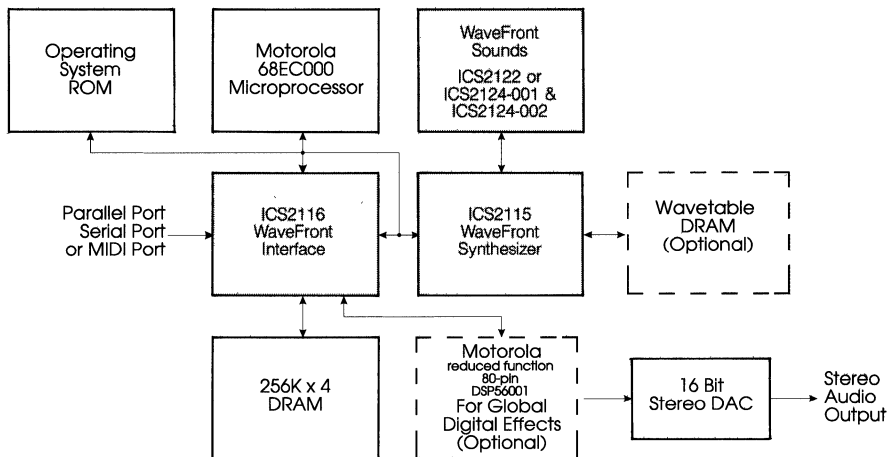 Operating
System
ROM
Motorola
68EC000
Microprocessor
WaveFront
Sounds
ICS2122 or
ICS2124-001 &
ICS2124-002
Parallel Port
Serial Port
or MIDI Port
ICS2116
WaveFront
Interface
ICS2115
WaveFront
Synthesizer
Wavetable
DRAM
(Optional)
256K x 4
DRAM
Motorola
reduced function
80-pin
DSP56001
For Global
Digital Effects
(Optional)
16 Bit
Stereo DAC
Stereo
Audio
Output